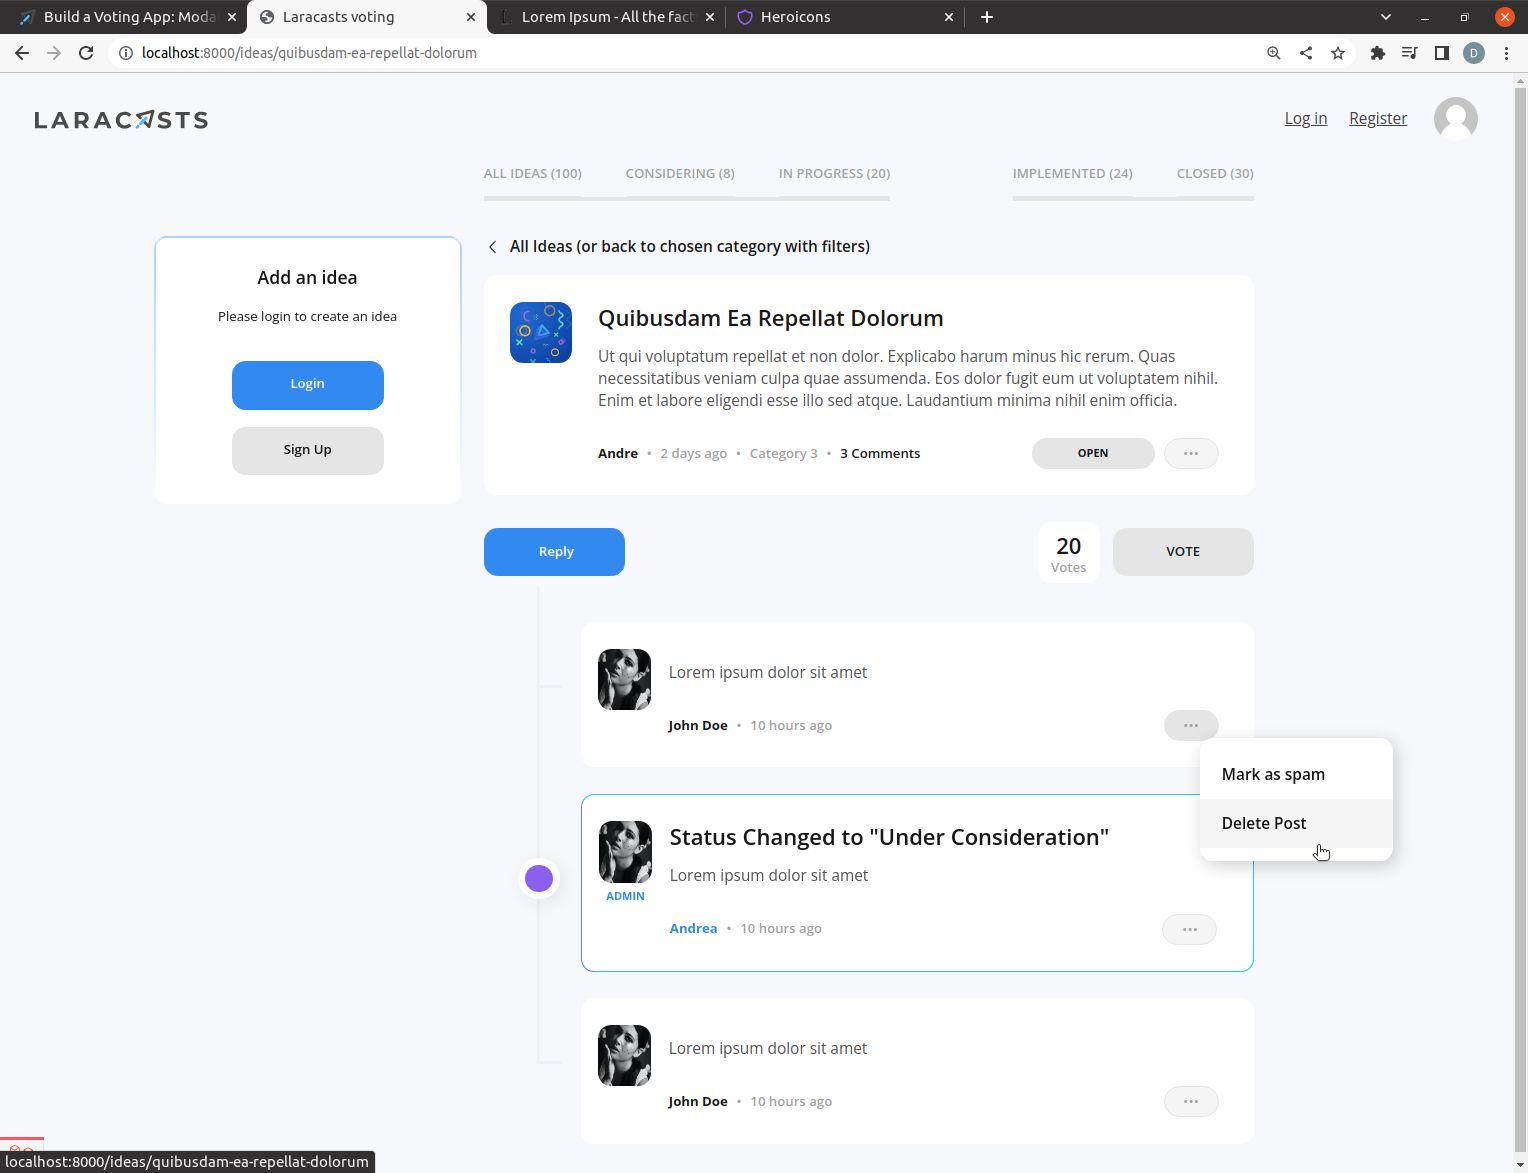 Build a Voting App: Moda
Laracasts voting
Lorem Ipsum - All the fact
Heroicons
localhost:8000/ideas/quibusdam-ea-repellat-dolorum
D
LARACASTS
Log in
Register
ALL IDEAS (100)
CONSIDERING (8)
IN PROGRESS (20)
IMPLEMENTED (24)
CLOSED (30)
Add an idea
Please login to create an idea
Login
Sign Up
All Ideas (or back to chosen category with filters)
Quibusdam Ea Repellat Dolorum
Ut qui voluptatum repellat et non dolor. Explicabo harum minus hic rerum. Quas
necessitatibus veniam culpa quae assumenda. Eos dolor fugit eum ut voluptatem nihil.
Enim et labore eligendi esse illo sed atque. Laudantium minima nihil enim officia.
Andre • 2 days ago • Category 3 • 3 Comments
OPEN
Reply
20
Votes
VOTE
Lorem ipsum dolor sit amet
John Doe • 10 hours ago
Mark as spam
Delete Post
Status Changed to "Under Consideration"
Lorem ipsum dolor sit amet
ADMIN
Andrea • 10 hours ago
Lorem ipsum dolor sit amet
John Doe • 10 hours ago
localhost:8000/ideas/quibusdam-ea-repellat-dolorum